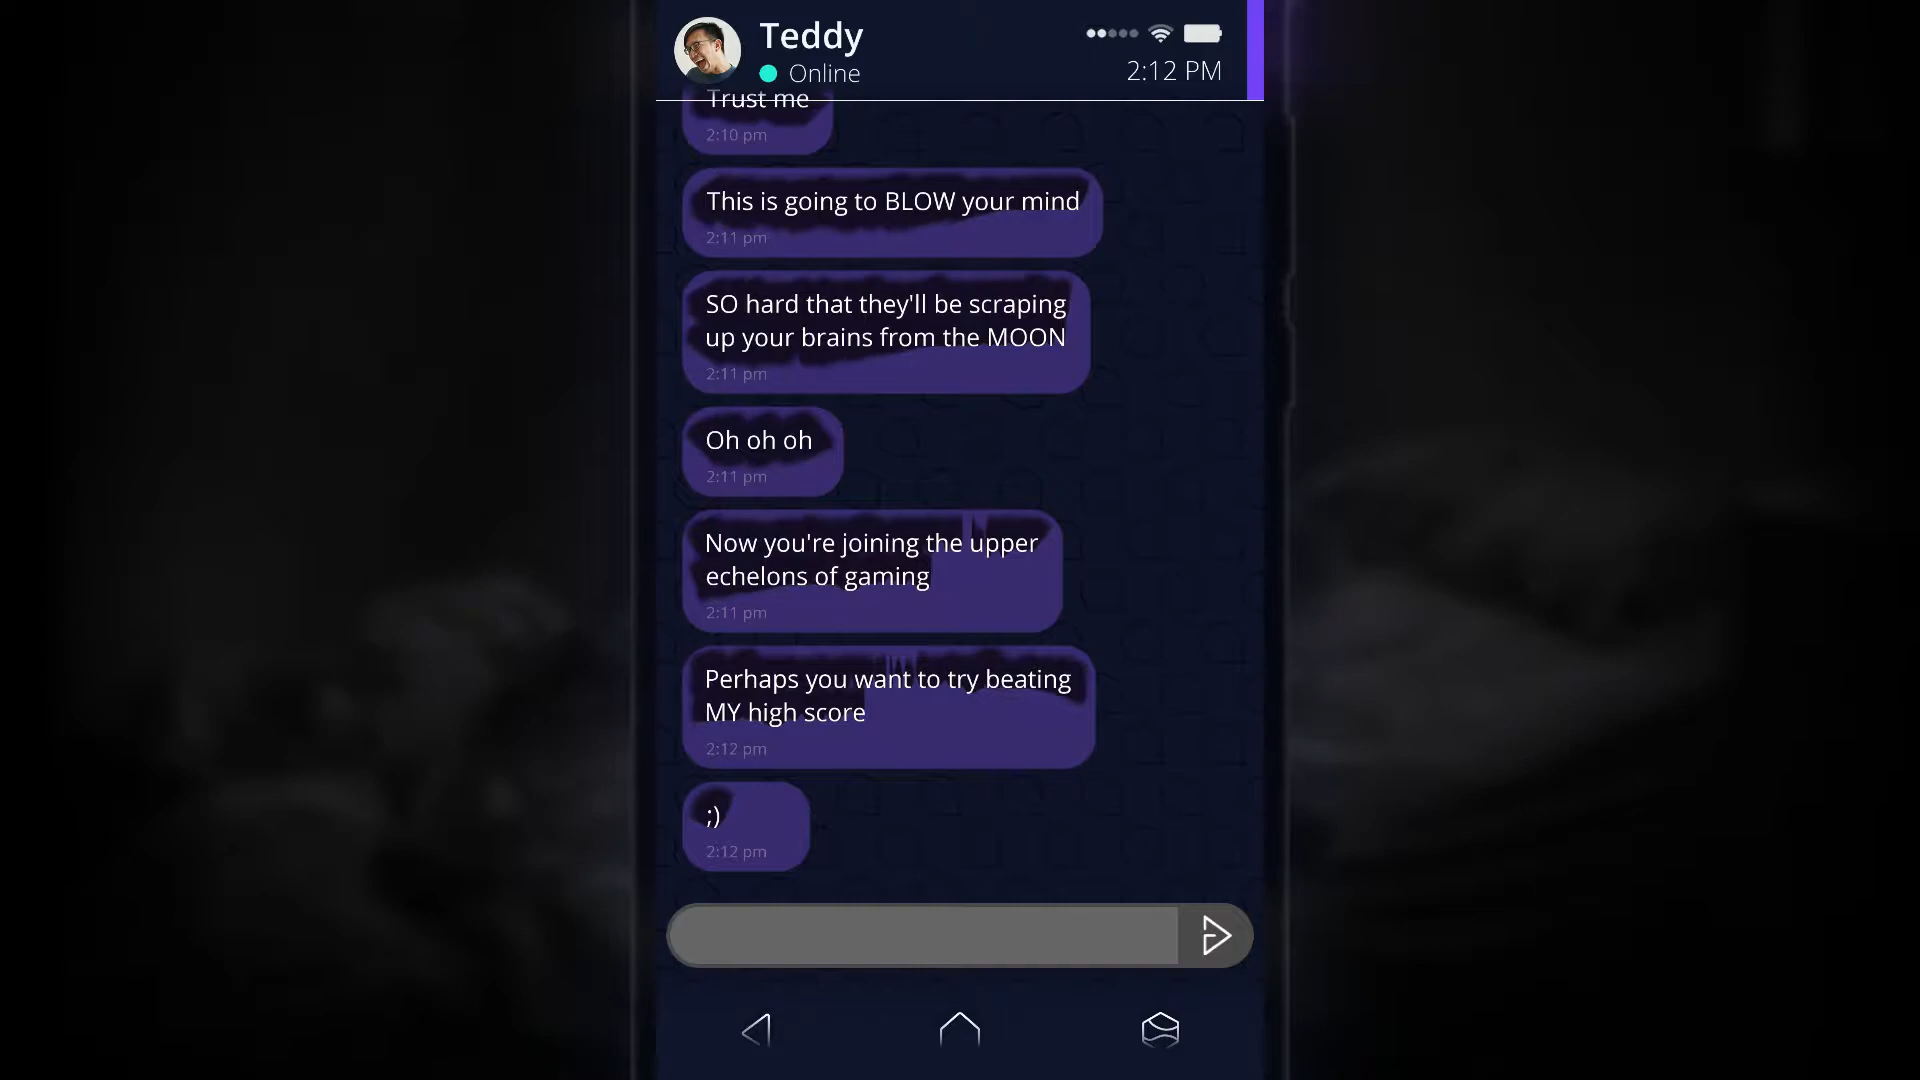 Teddy
Online
2:12 PM
Trust me
2:10 pm
This is going to BLOW your mind
2:11 pm
SO hard that they'll be scraping
up your brains from the MOON
2:11 pm
Oh oh oh
2:11 pm
Now you're joining the upper
echelons of gaming
2:11 pm
Perhaps you want to try beating
MY high score
2:12 pm
;)
2:12 pm